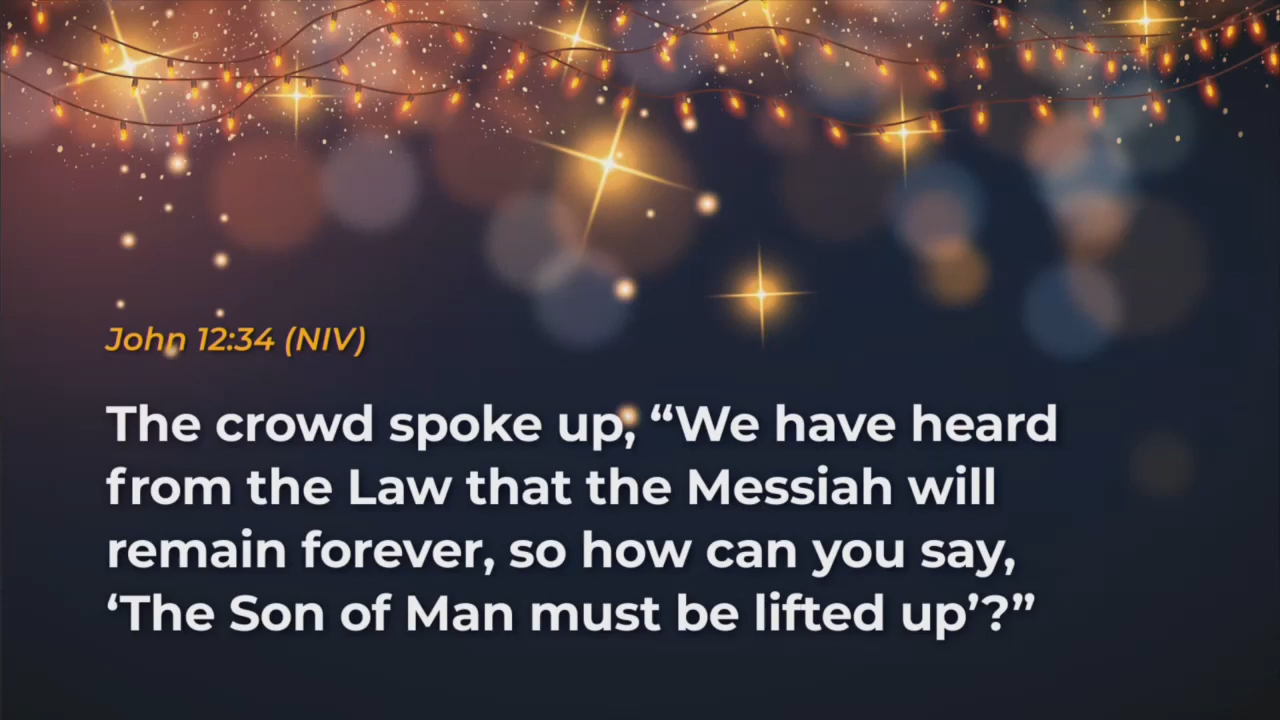 John 12:34 (NIV)
The crowd spoke up, “We have heard
from the Law that the Messiah will
remain forever, so how can you say,
‘The Son of Man must be lifted up’?”